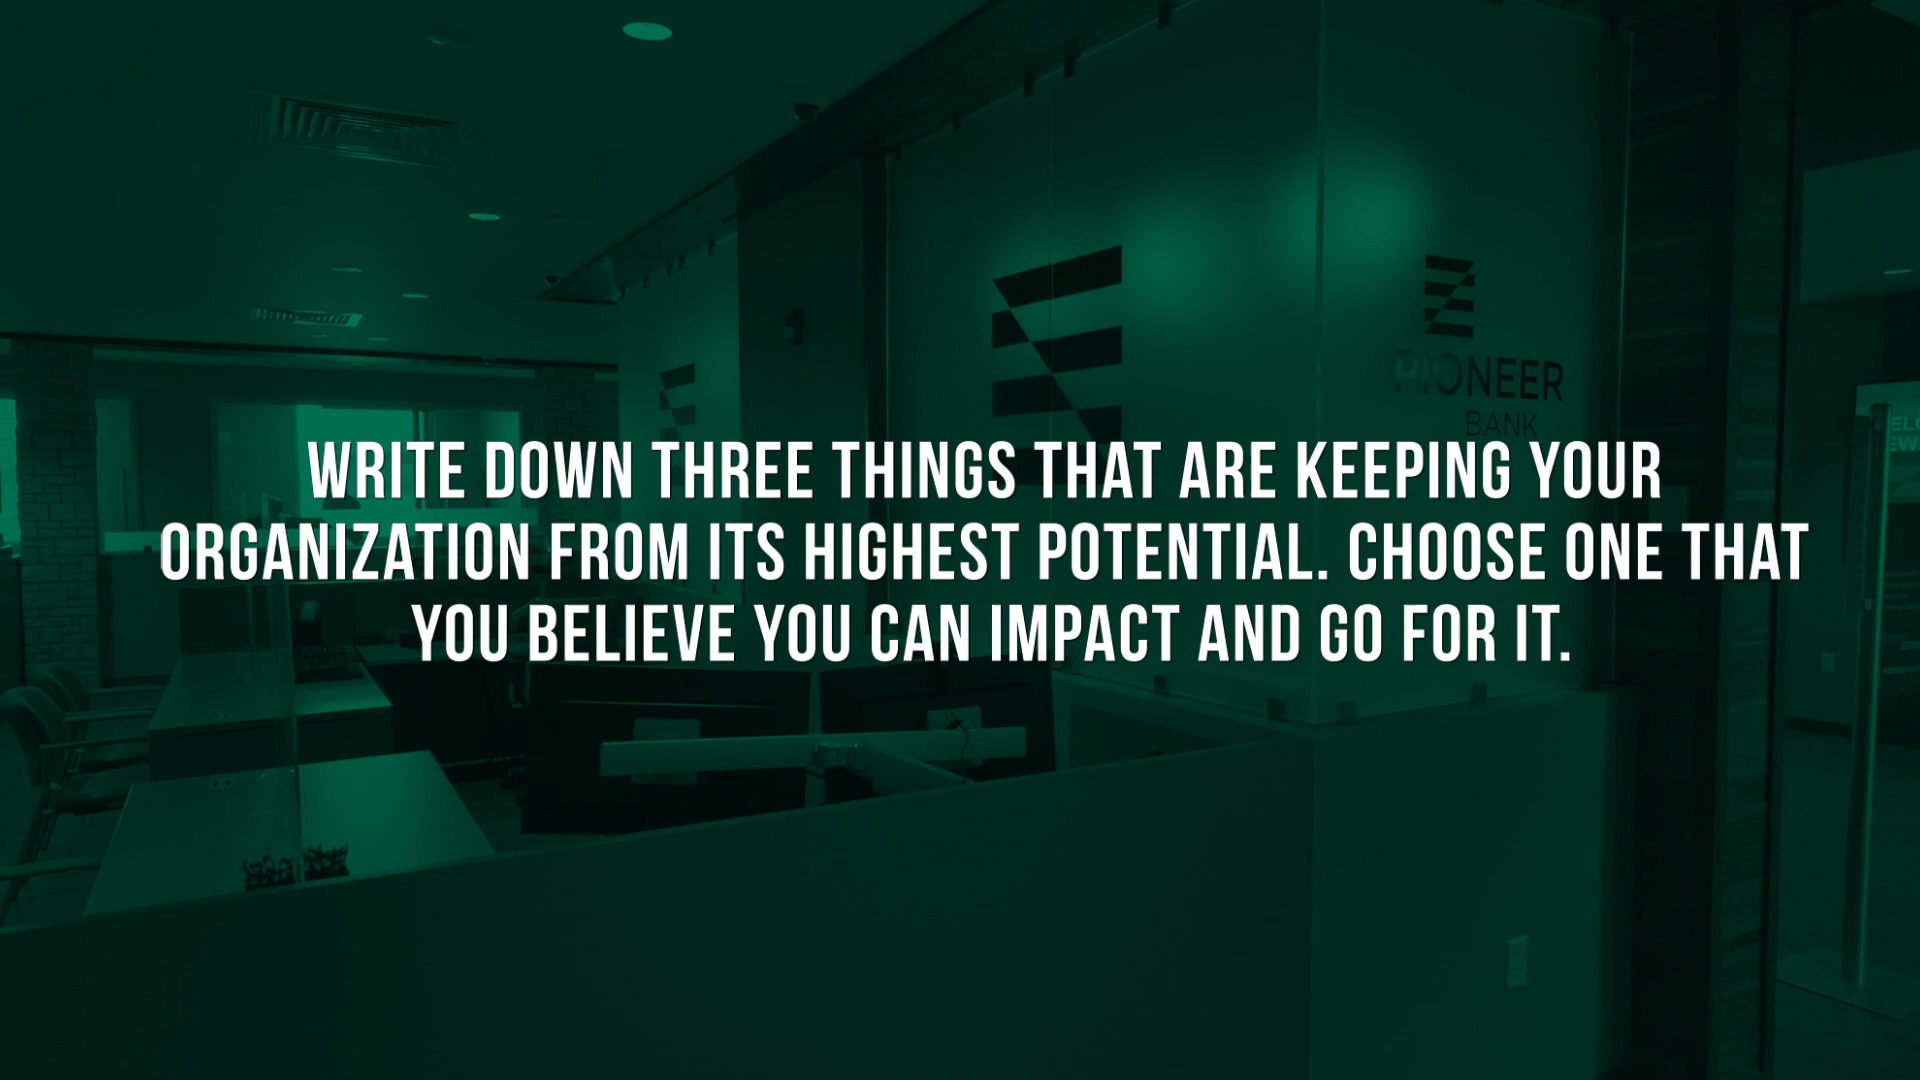 PIONEER
BANK
WRITE DOWN THREE THINGS THAT ARE KEEPING YOUR
ORGANIZATION FROM ITS HIGHEST POTENTIAL. CHOOSE ONE THAT
YOU BELIEVE YOU CAN IMPACT AND GO FOR IT.